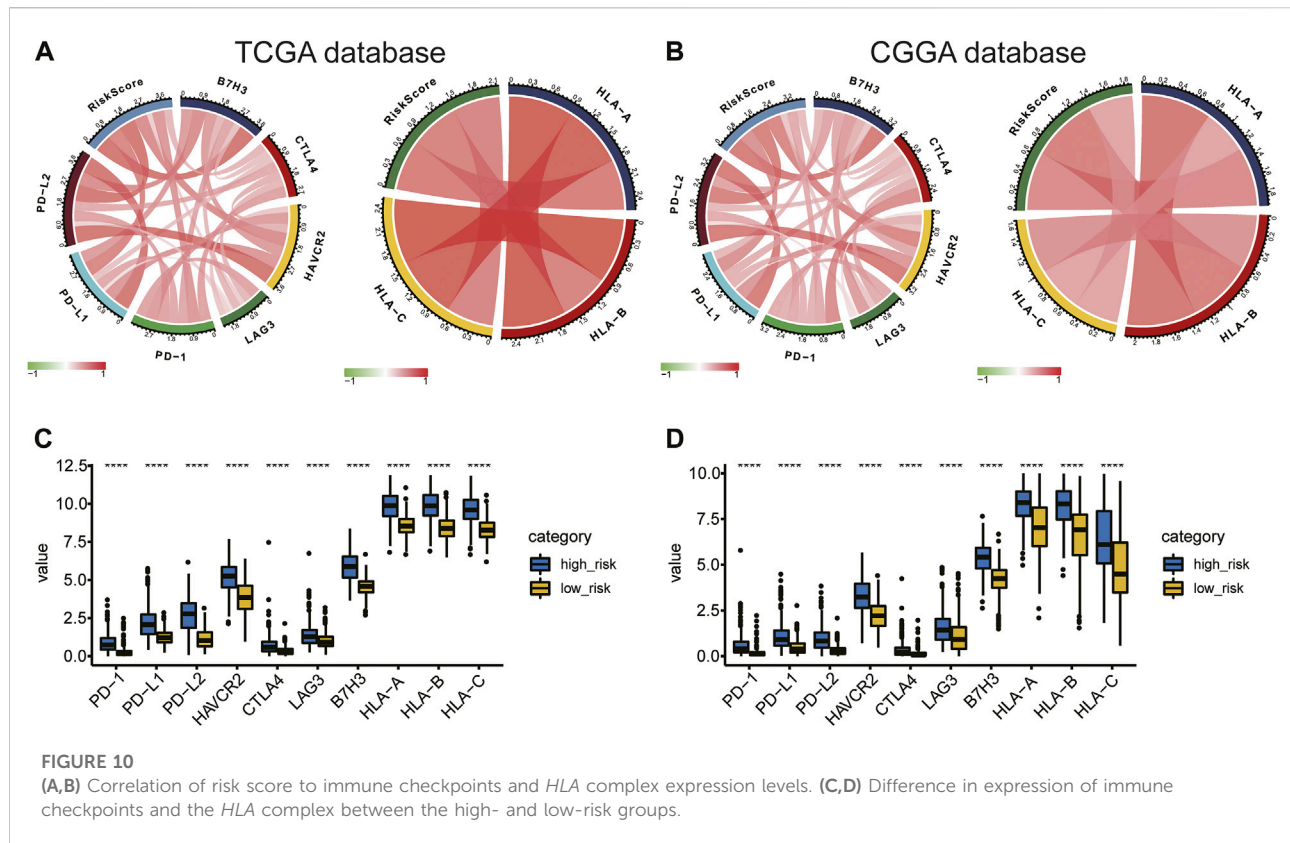 A
TCGA database
B
CGGA database
RiskScore
B7H3
CTLA4
HAVCR2
LAG3
PD-1
PD-L1
PD-L2
-1
1
RiskScore
HLA-A
HLA-B
HLA-C
-1
1
RiskScore
B7H3
CTLA4
HAVCR2
LAG3
PD-1
PD-L1
PD-L2
-1
1
RiskScore
HLA-A
HLA-B
HLA-C
-1
1
C
**** **** **** **** **** **** **** **** **** ****
12.5
10.0
7.5
5.0
2.5
0.0
value
PD-1 PD-L1 PD-L2 HAVCR2 CTLA4 LAG3 B7H3 HLA-A HLA-B HLA-C
category
high_risk
low_risk
D
**** **** **** **** **** **** **** **** **** ****
10.0
7.5
5.0
2.5
0.0
value
PD-1 PD-L1 PD-L2 HAVCR2 CTLA4 LAG3 B7H3 HLA-A HLA-B HLA-C
category
high_risk
low_risk
FIGURE 10
(A,B) Correlation of risk score to immune checkpoints and HLA complex expression levels. (C,D) Difference in expression of immune
checkpoints and the HLA complex between the high- and low-risk groups.